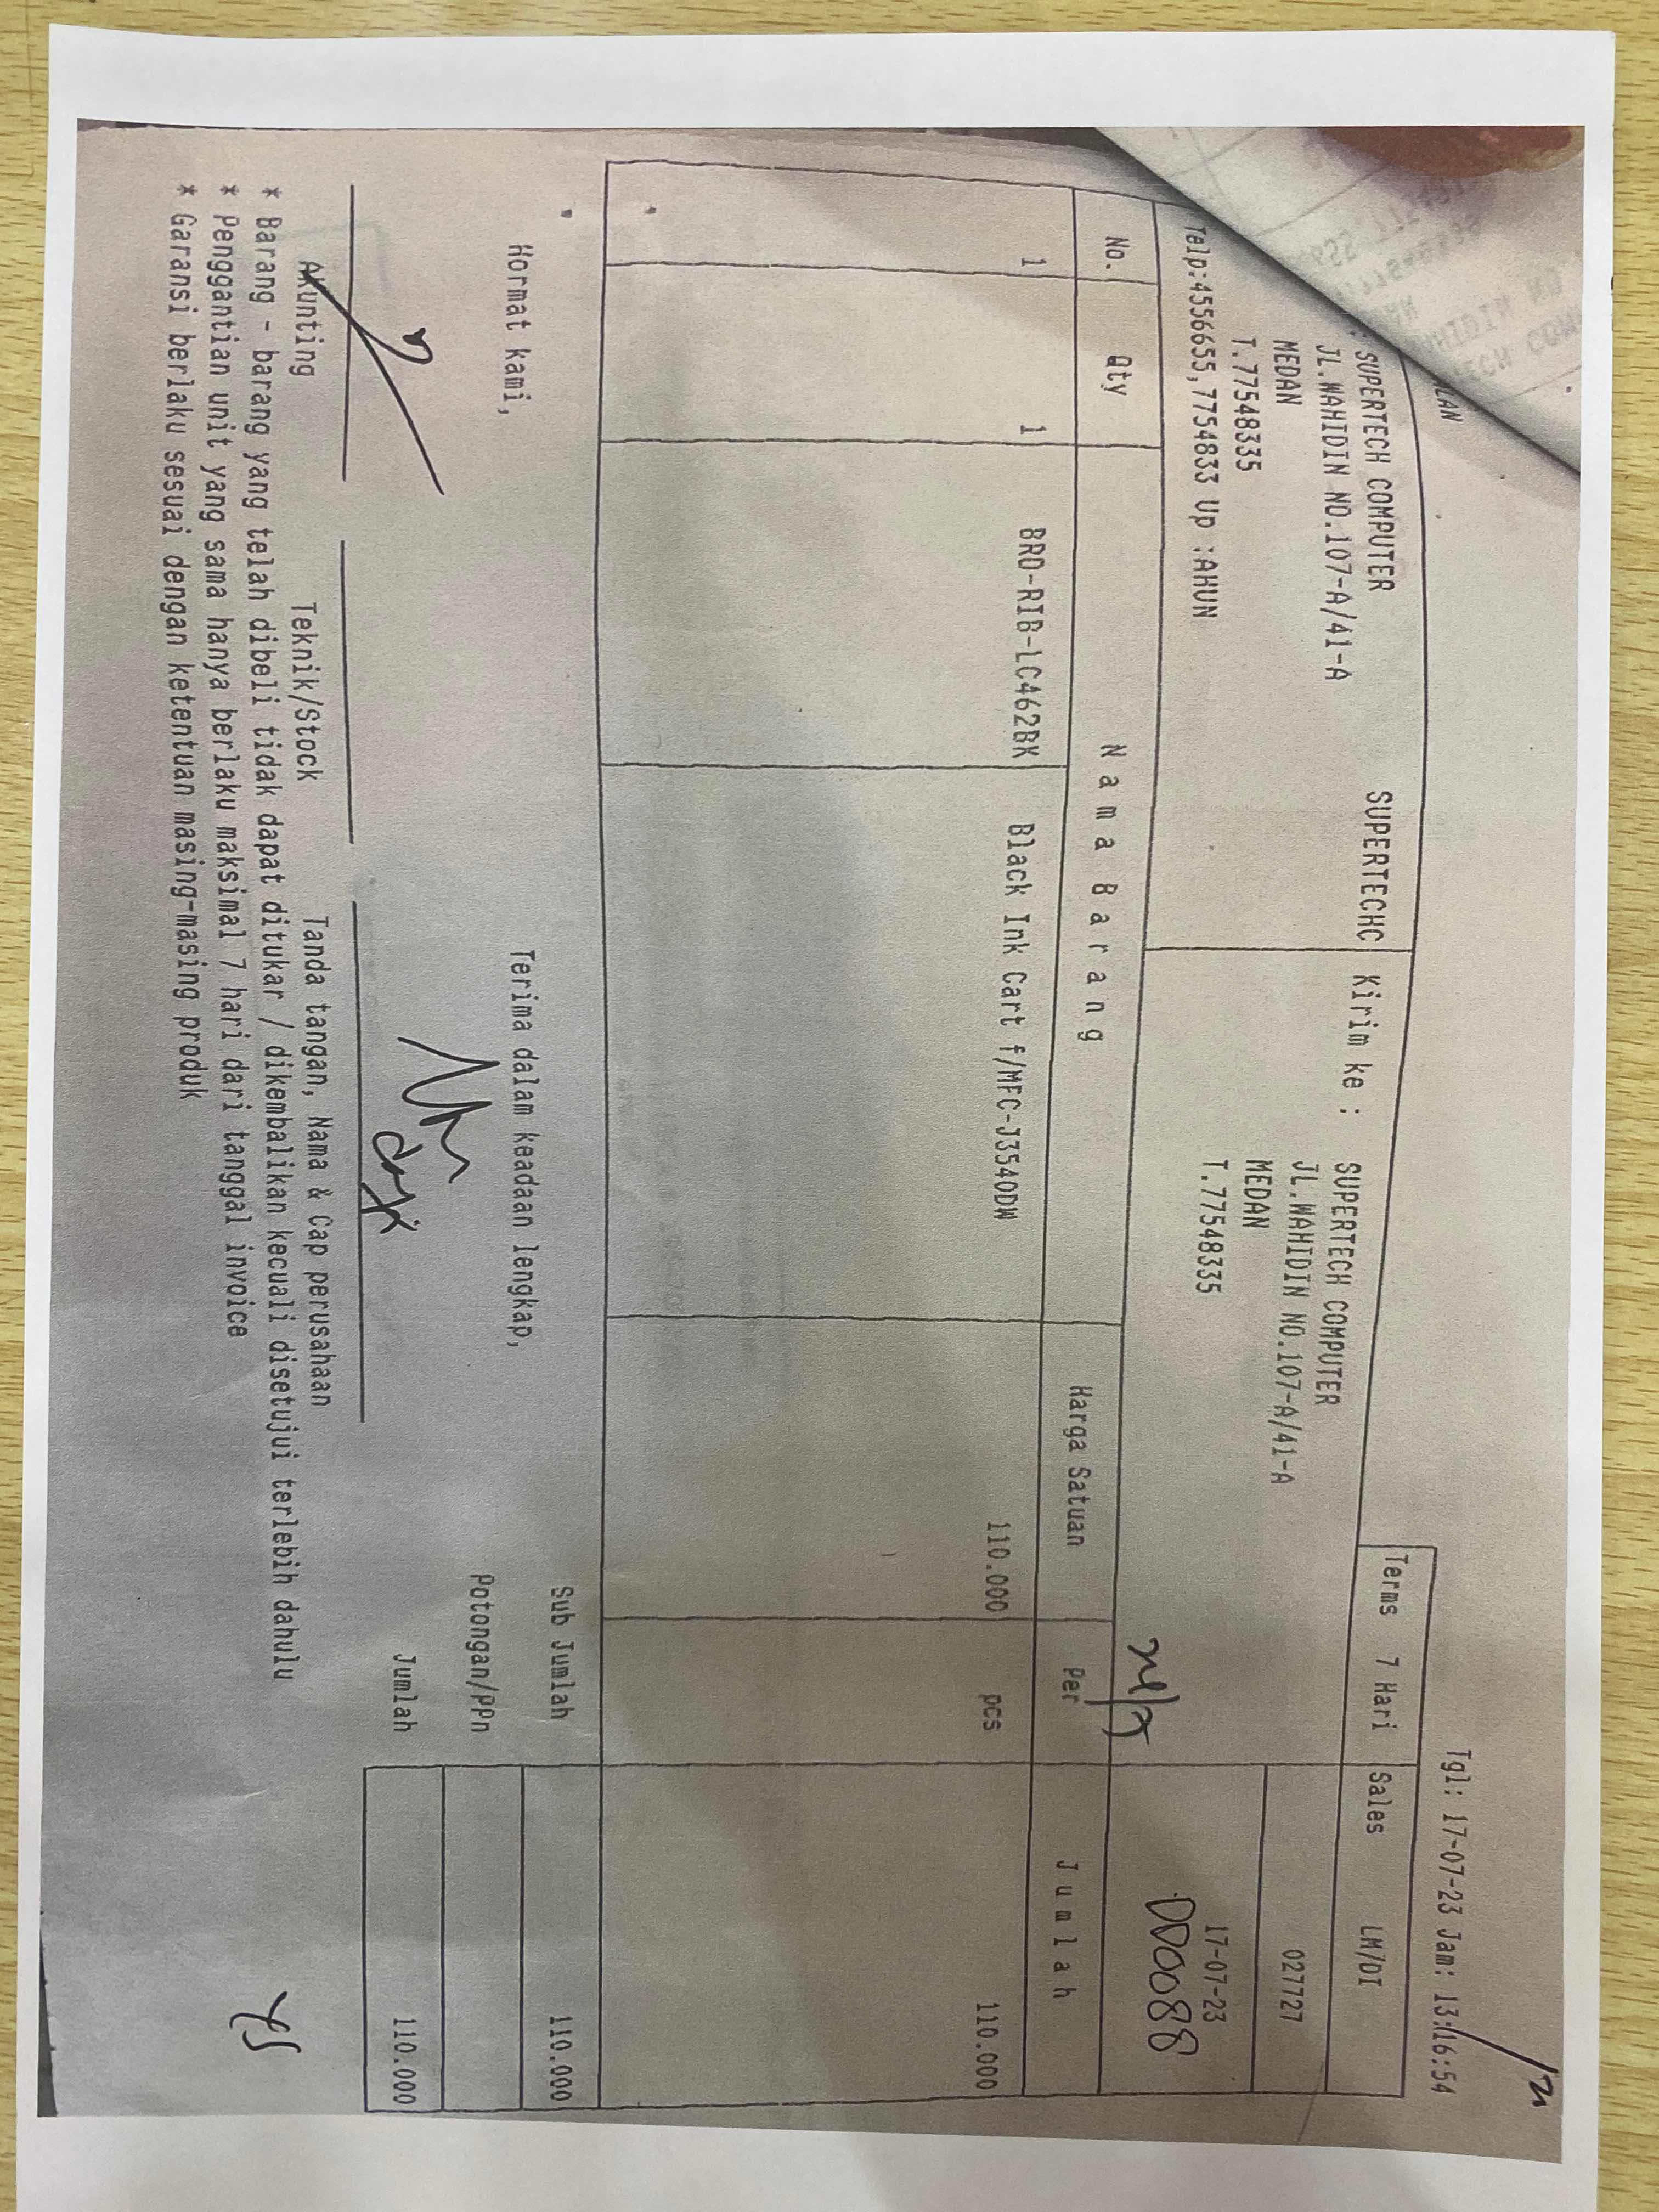 Tgl: 17-07-23 Jam: 13:16:54
LAN
SUPERTECH COMPUTER SUPERTECHC Kirim ke : Terms 7 Hari Sales LM/DI
JL.WAHIDIN NO.107-A/41-A SUPERTECH COMPUTER
MEDAN JL.WAHIDIN NO.107-A/41-A 027727
T.77548335 MEDAN
Telp:4556655,7754833 Up :AHUN T.77548335 17-07-23
DD0088
No. Qty Nama Barang Harga Satuan Per Jumlah
1 1 BRO-RIB-LC462BK Black Ink Cart f/MFC-J3540DW 110.000 pcs 110.000
Sub Jumlah 110.000
Hormat kami, Terima dalam keadaan lengkap,
Potongan/PPn
Jumlah 110.000
Akunting Teknik/Stock Tanda tangan, Nama & Cap perusahaan
* Barang - barang yang telah dibeli tidak dapat ditukar / dikembalikan kecuali disetujui terlebih dahulu
* Penggantian unit yang sama hanya berlaku maksimal 7 hari dari tanggal invoice
* Garansi berlaku sesuai dengan ketentuan masing-masing produk